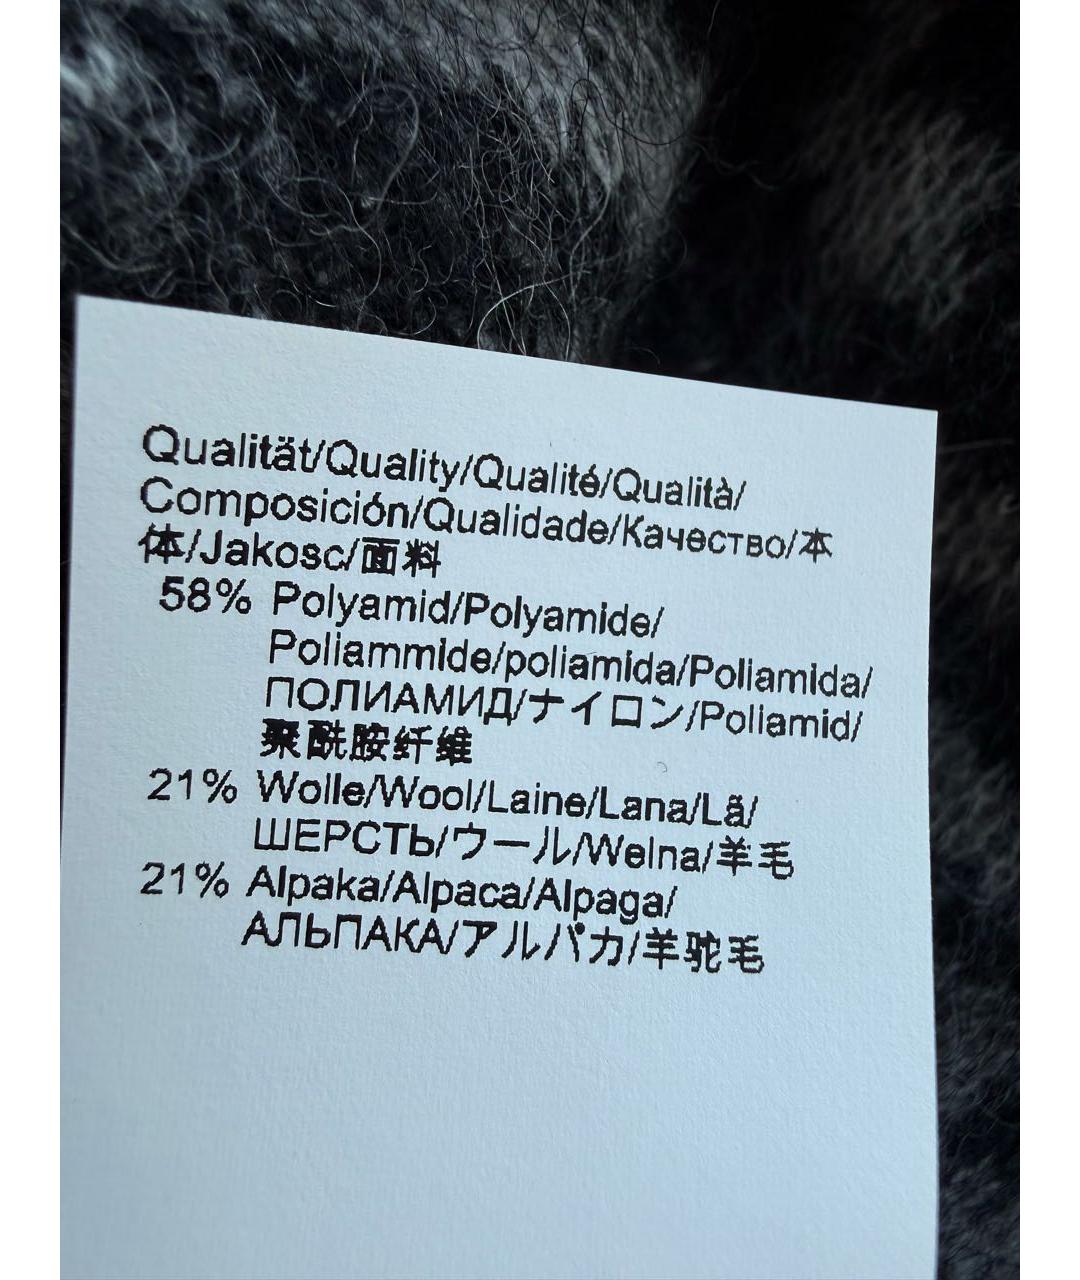 Qualität/Quality/Qualité/Qualità/
Composición/Qualidade/Качество/本
体/Jakosc/面料
58% Polyamid/Polyamide/
Poliammide/poliamida/Poliamida/
ПОЛИАМИД/ナイロン/Poliamid/
聚酰胺纤维
21% Wolle/Wool/Laine/Lana/Lã/
ШЕРСТЬ/ウール/Welna/羊毛
21% Alpaka/Alpaca/Alpaga/
АЛЬПАКА/アルパカ/羊驼毛